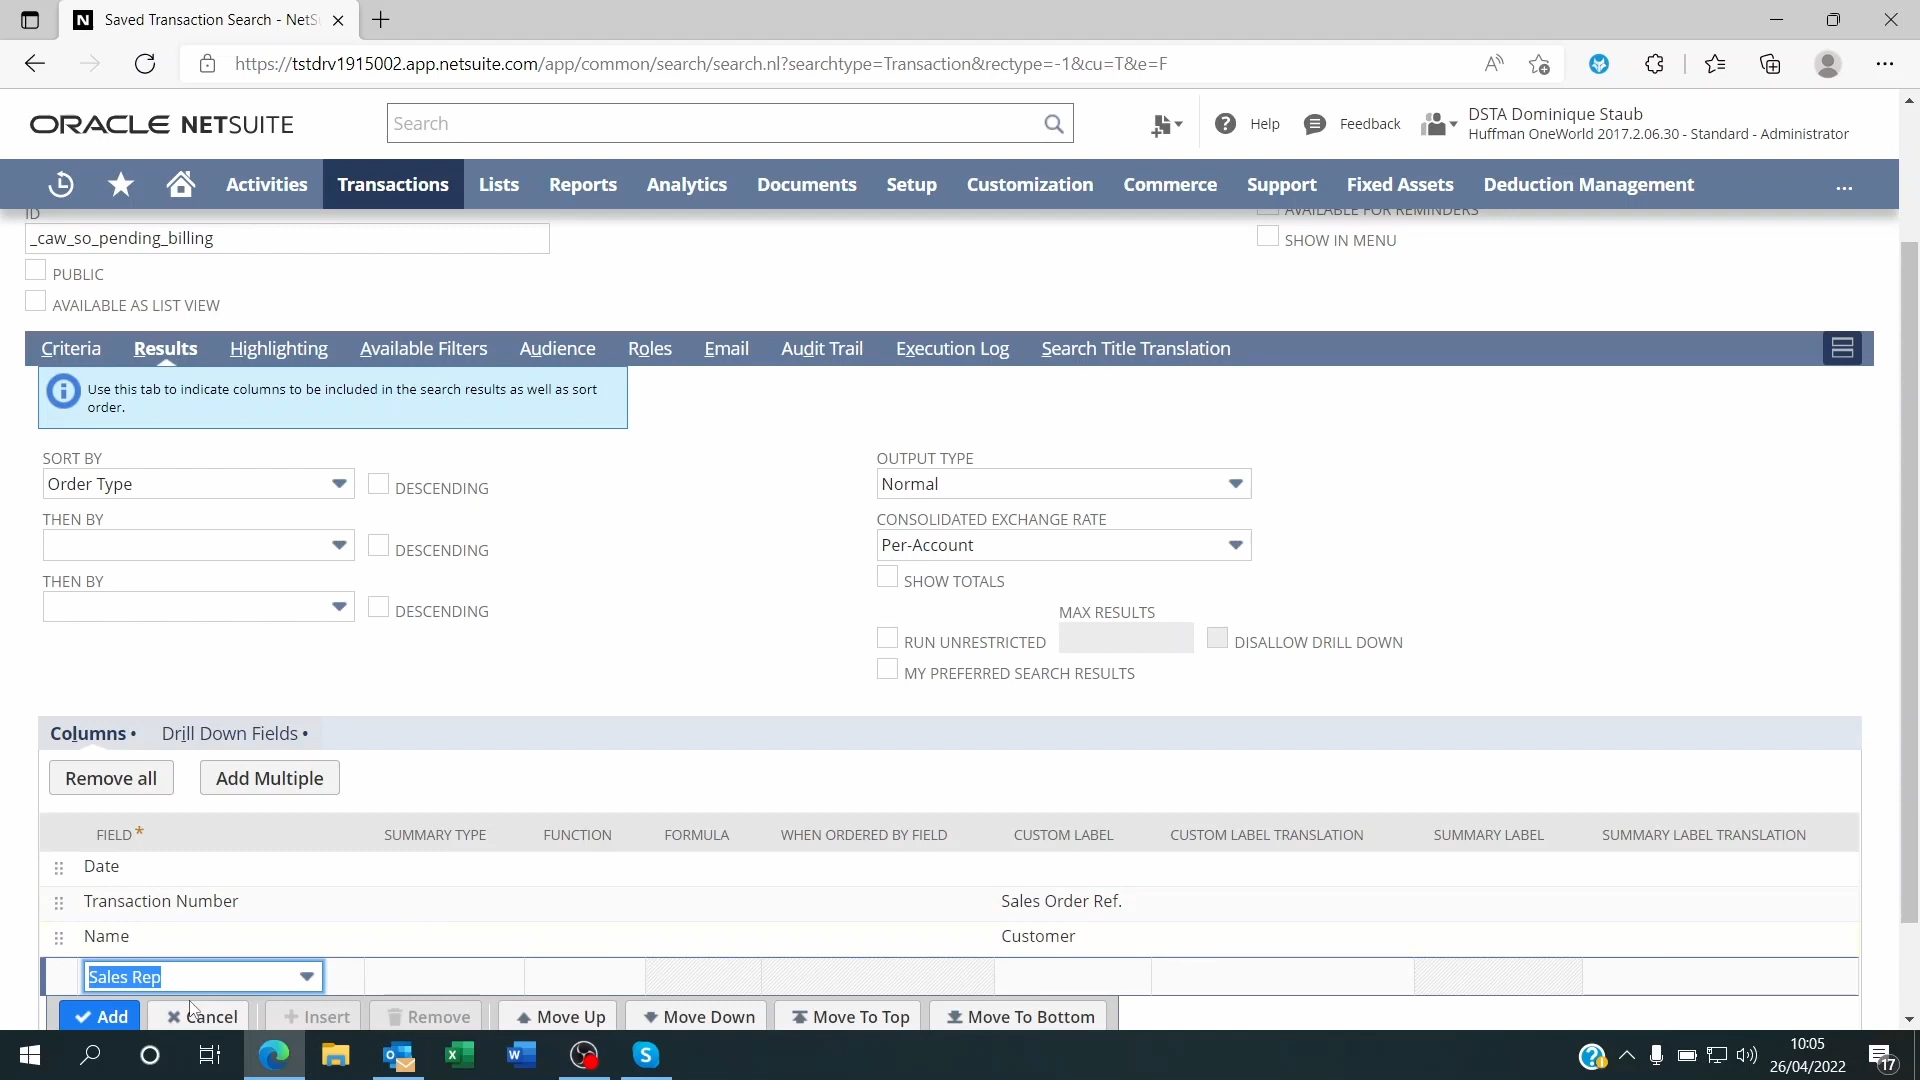 Saved Transaction Search - NetS
https://tstdrv1915002.app.netsuite.com/app/common/search/search.nl?searchtype=Transaction&rectype=-1&cu=T&e=F
ORACLE NETSUITE
Search
Help
Feedback
DSTA Dominique Staub
Huffman OneWorld 2017.2.06.30 - Standard - Administrator
Activities Transactions Lists Reports Analytics Documents Setup Customization Commerce Support Fixed Assets Deduction Management ...
ID
AVAILABLE FOR REMINDERS
_caw_so_pending_billing
SHOW IN MENU
PUBLIC
AVAILABLE AS LIST VIEW
Criteria Results Highlighting Available Filters Audience Roles Email Audit Trail Execution Log Search Title Translation
Use this tab to indicate columns to be included in the search results as well as sort
order.
SORT BY
OUTPUT TYPE
Order Type
DESCENDING
Normal
THEN BY
CONSOLIDATED EXCHANGE RATE
DESCENDING
Per-Account
THEN BY
SHOW TOTALS
DESCENDING
MAX RESULTS
RUN UNRESTRICTED
DISALLOW DRILL DOWN
MY PREFERRED SEARCH RESULTS
Columns • Drill Down Fields •
Remove all Add Multiple
FIELD* SUMMARY TYPE FUNCTION FORMULA WHEN ORDERED BY FIELD CUSTOM LABEL CUSTOM LABEL TRANSLATION SUMMARY LABEL SUMMARY LABEL TRANSLATION
Date
Transaction Number Sales Order Ref.
Name Customer
Sales Rep
Add Cancel Insert Remove Move Up Move Down Move To Top Move To Bottom
10:05
26/04/2022
17